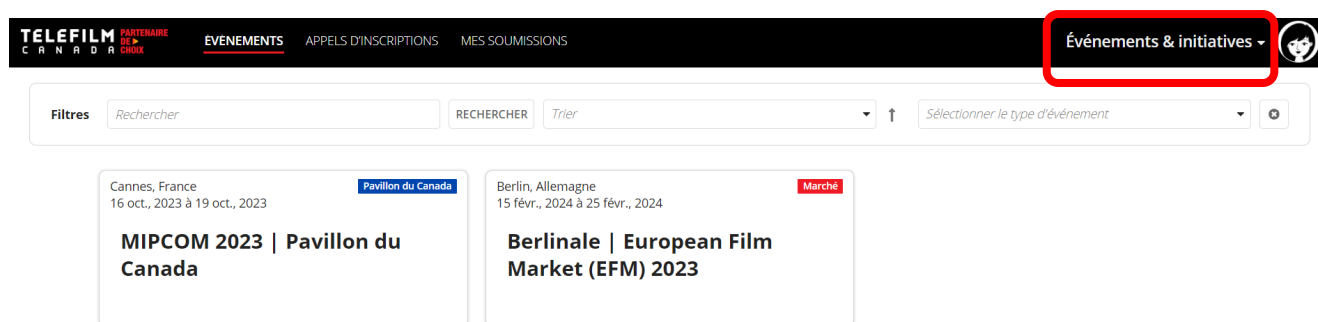 TELEFILM PARTENAIRE
CANADA DE CHOIX
ÉVÉNEMENTS APPELS D'INSCRIPTIONS MES SOUMISSIONS Événements & initiatives
Filtres Rechercher RECHERCHER Trier Sélectionner le type d'événement
Cannes, France Pavillon du Canada
16 oct., 2023 à 19 oct., 2023
MIPCOM 2023 | Pavillon du
Canada
Berlin, Allemagne Marché
15 févr., 2024 à 25 févr., 2024
Berlinale | European Film
Market (EFM) 2023